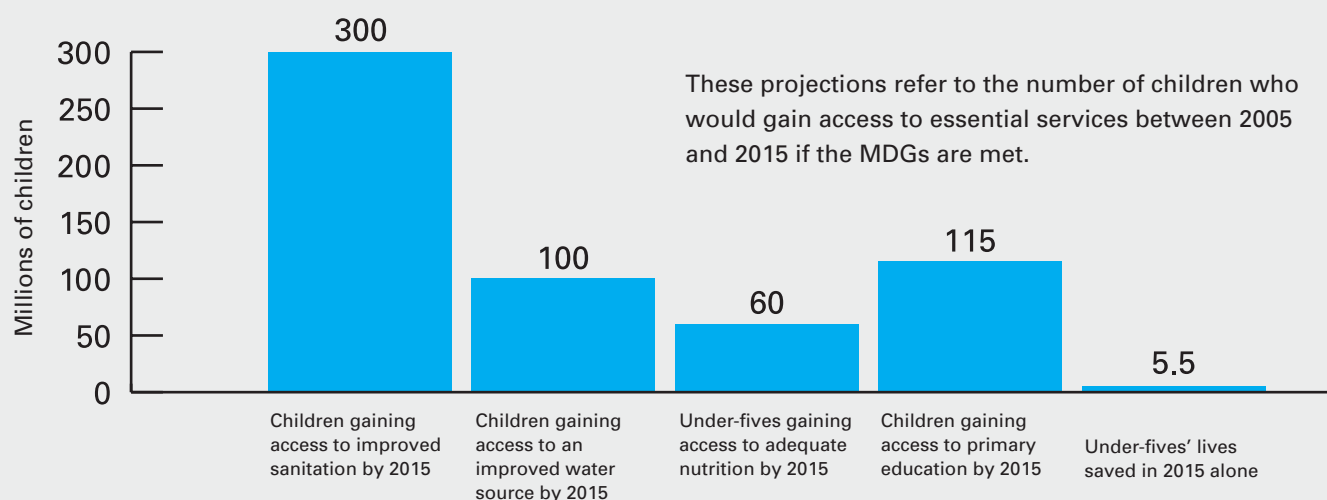 300
300
250
200
150
100
50
0
Millions of children
These projections refer to the number of children who
would gain access to essential services between 2005
and 2015 if the MDGs are met.
100
60
115
5.5
Children gaining
access to improved
sanitation by 2015
Children gaining
access to an
improved water
source by 2015
Under-fives gaining
access to adequate
nutrition by 2015
Children gaining
access to primary
education by 2015
Under-fives' lives
saved in 2015 alone